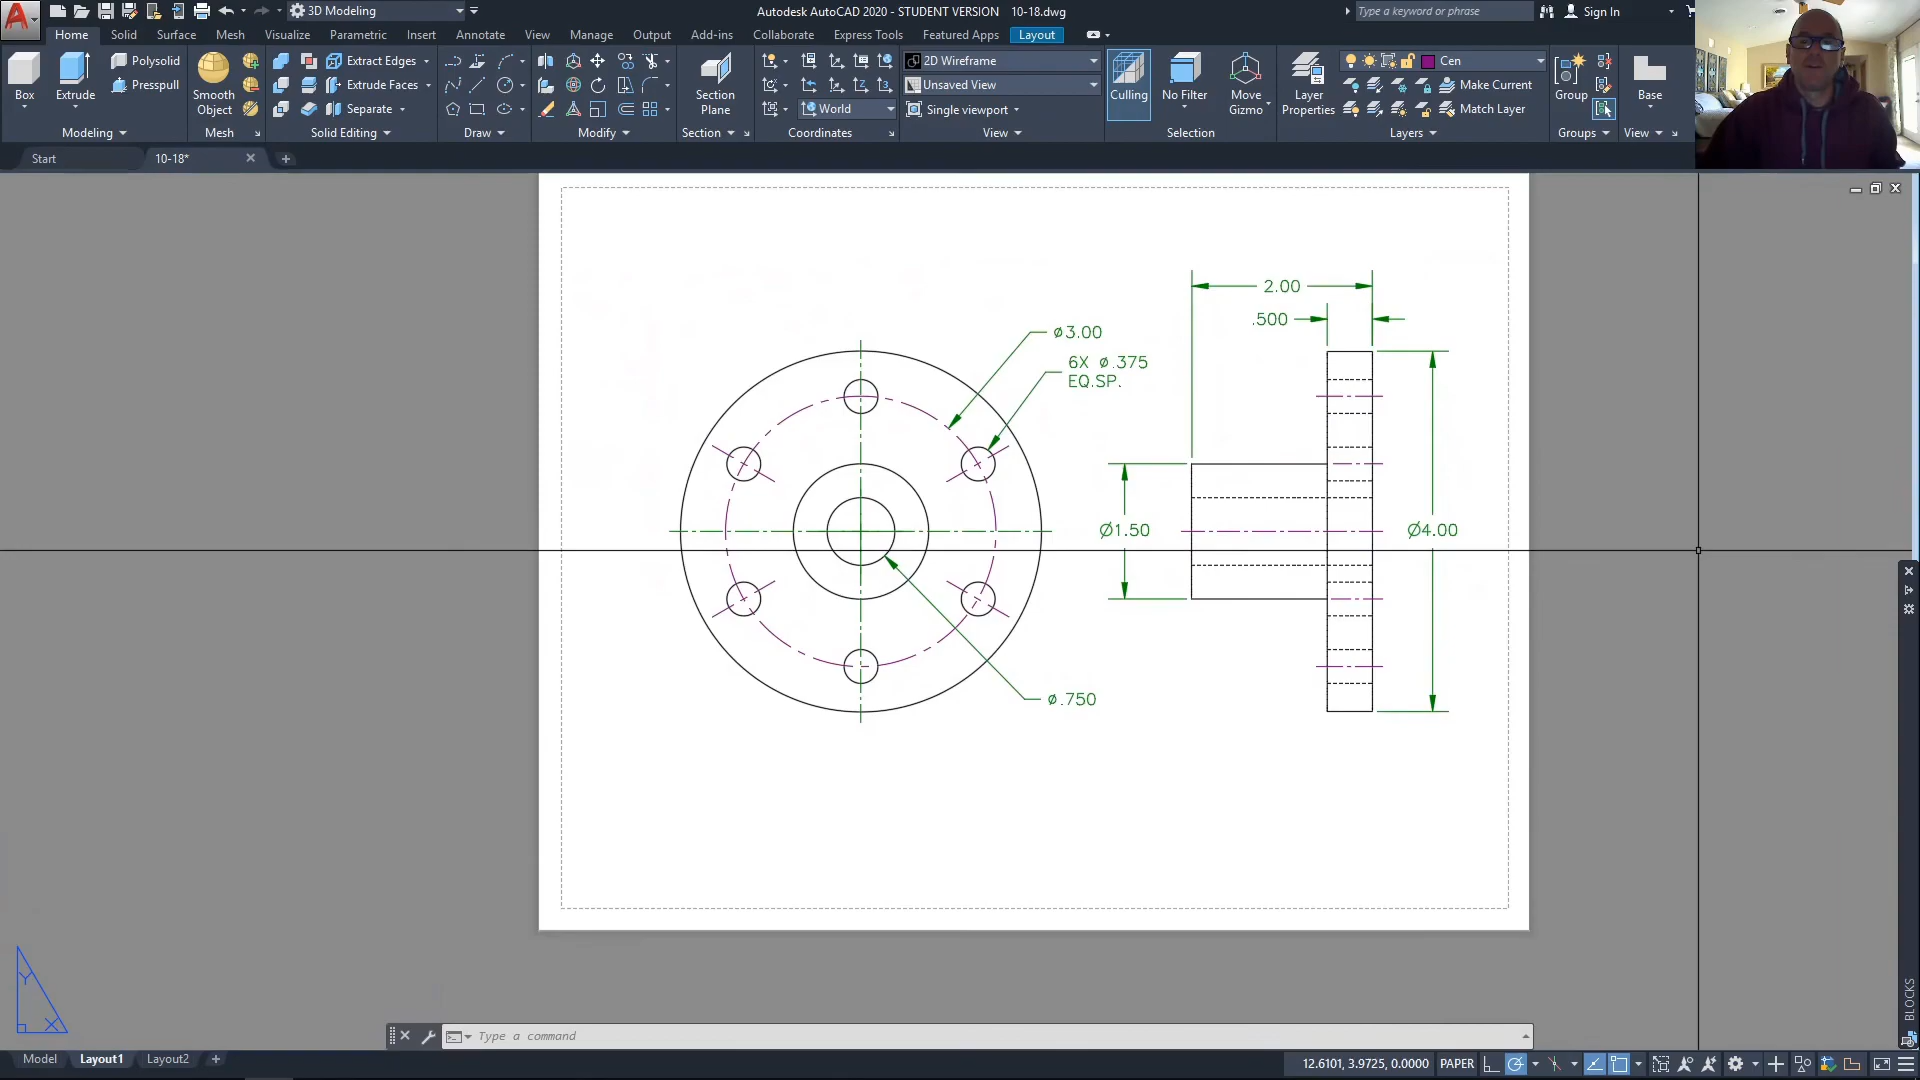 3D Modeling
Autodesk AutoCAD 2020 - STUDENT VERSION 10-18.dwg
Type a keyword or phrase
Sign In
Home Solid Surface Mesh Visualize Parametric Insert Annotate View Manage Output Add-ins Collaborate Express Tools Featured Apps Layout
Box
Extrude
Polysolid
Presspull
Modeling
Smooth
Object
Mesh
Extract Edges
Extrude Faces
Separate
Solid Editing
Draw
Modify
Section
Plane
Section
World
Coordinates
2D Wireframe
Unsaved View
Single viewport
View
Culling
No Filter
Move
Gizmo
Selection
Layer
Properties
Cen
Make Current
Match Layer
Layers
Group
Groups
Base
View
Start
10-18*
2.00
.500
ø3.00
6X ø.375
EQ.SP.
Ø1.50
Ø4.00
ø.750
Y
X
BLOCKS
Type a command
Model Layout1 Layout2
12.6101, 3.9725, 0.0000 PAPER